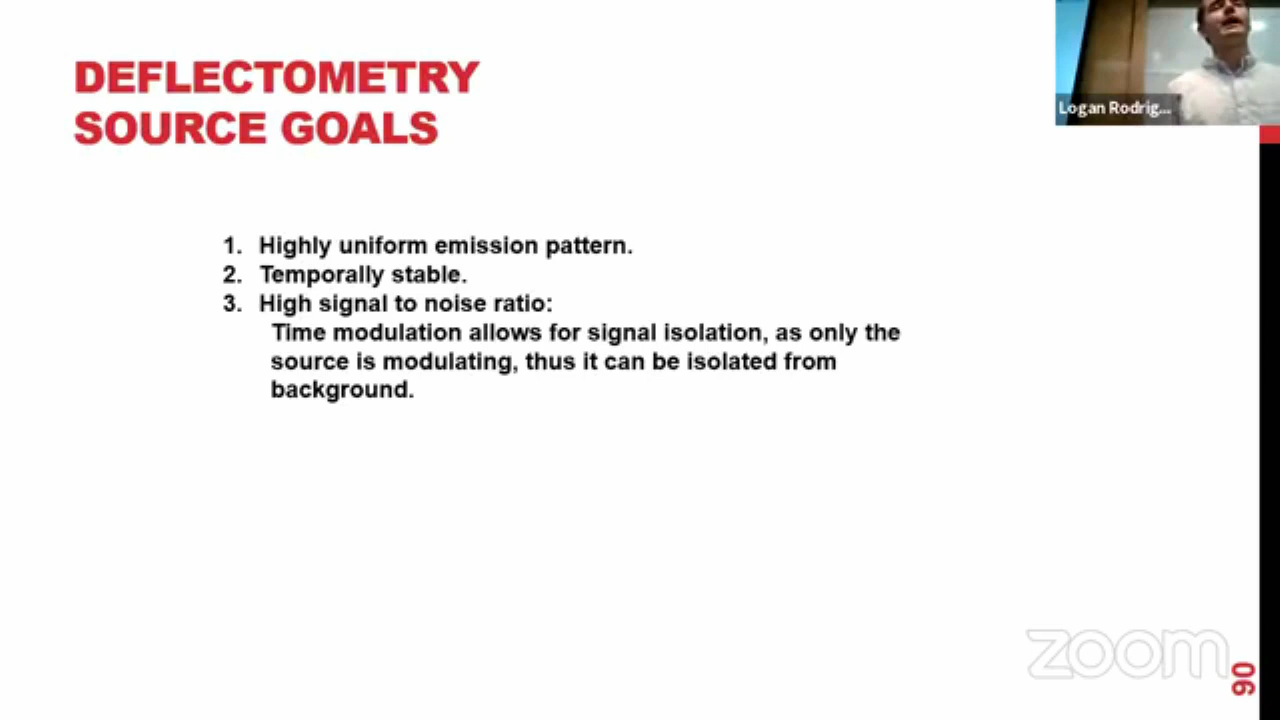 DEFLECTOMETRY
SOURCE GOALS
Logan Rodrig...
1. Highly uniform emission pattern.
2. Temporally stable.
3. High signal to noise ratio:
Time modulation allows for signal isolation, as only the
source is modulating, thus it can be isolated from
background.
zoom
90